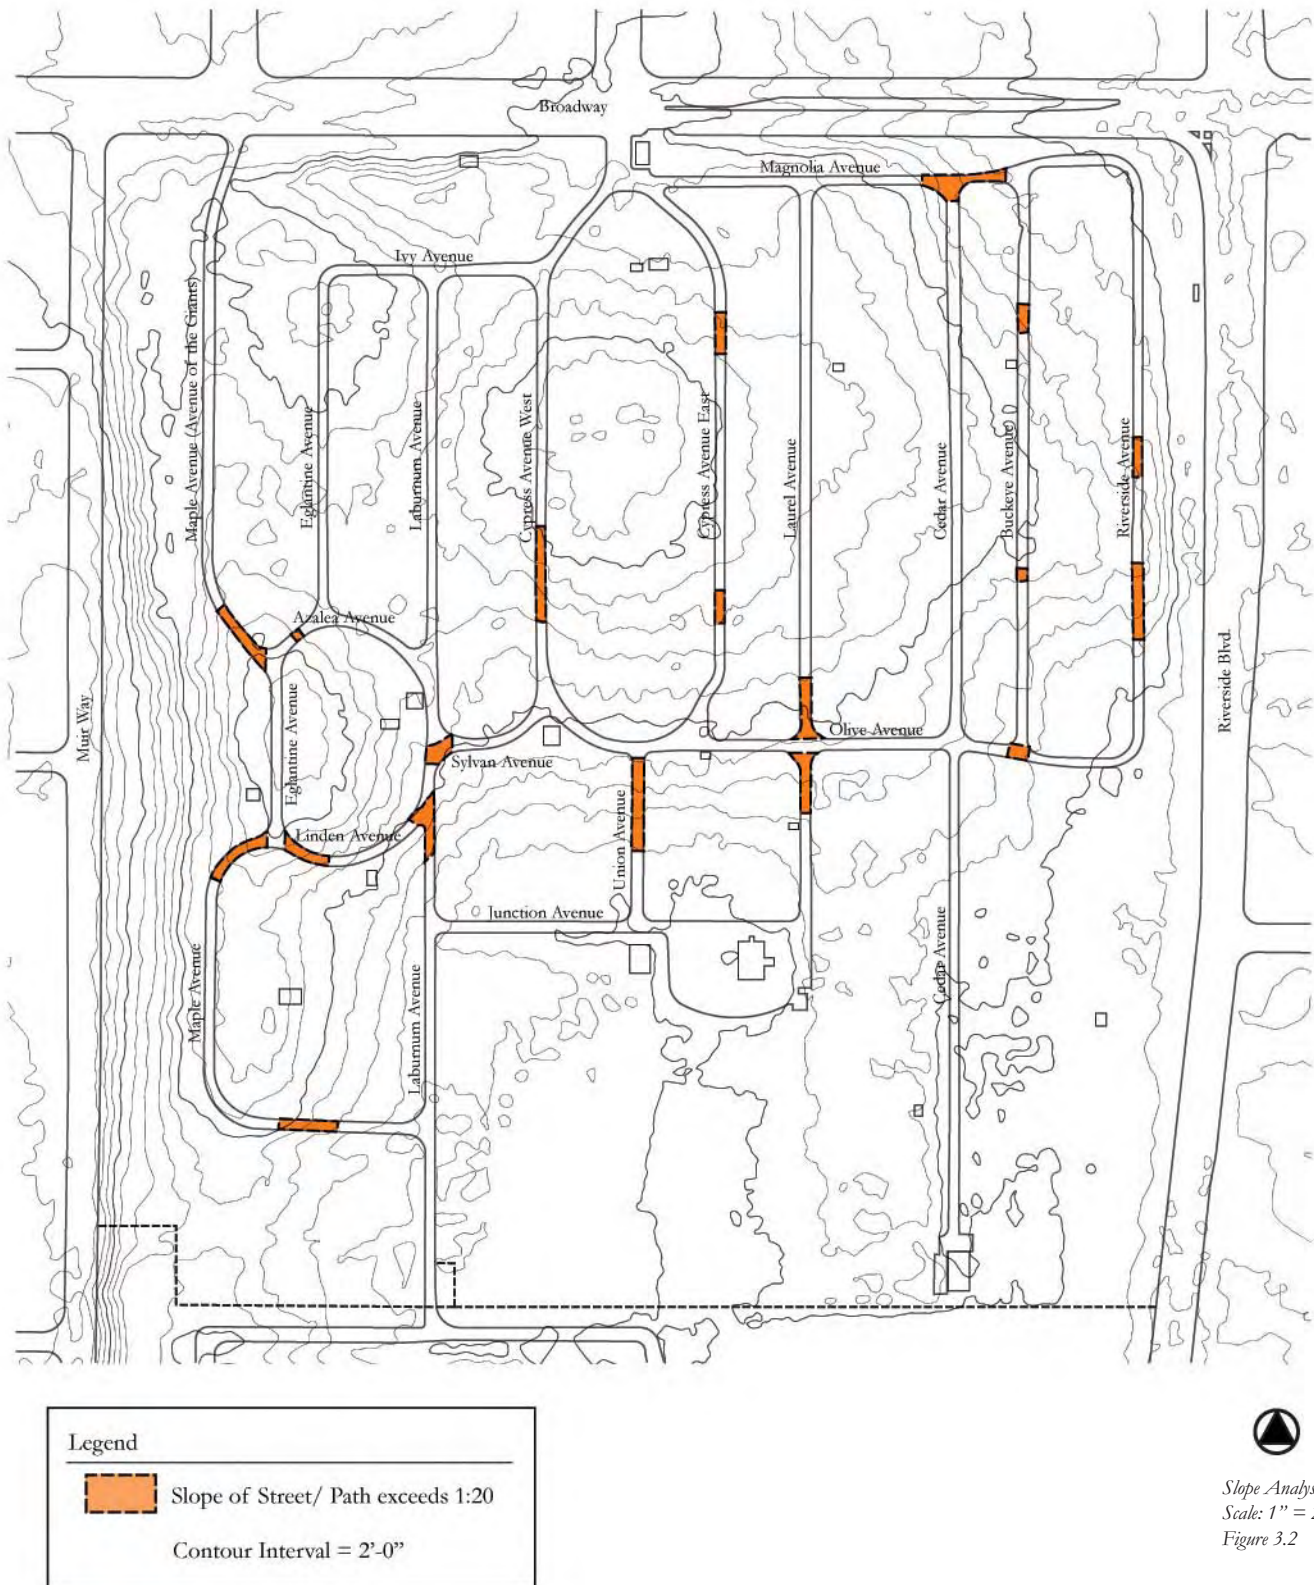 Broadway
Magnolia Avenue
Ivy Avenue
Maple Avenue (Avenue of the Giants)
Eglantine Avenue
Laburnum Avenue
Cypress Avenue West
Cypress Avenue East
Laurel Avenue
Cedar Avenue
Buckeye Avenue
Riverside Avenue
Azalea Avenue
Muir Way
Eglantine Avenue
Sylvan Avenue
Olive Avenue
Riverside Blvd.
Linden Avenue
Union Avenue
Junction Avenue
Maple Avenue
Laburnum Avenue
Cedar Avenue
Legend
Slope of Street/ Path exceeds 1:20
Contour Interval = 2'-0"
Slope
Scale: 1" =
Figure 3.2